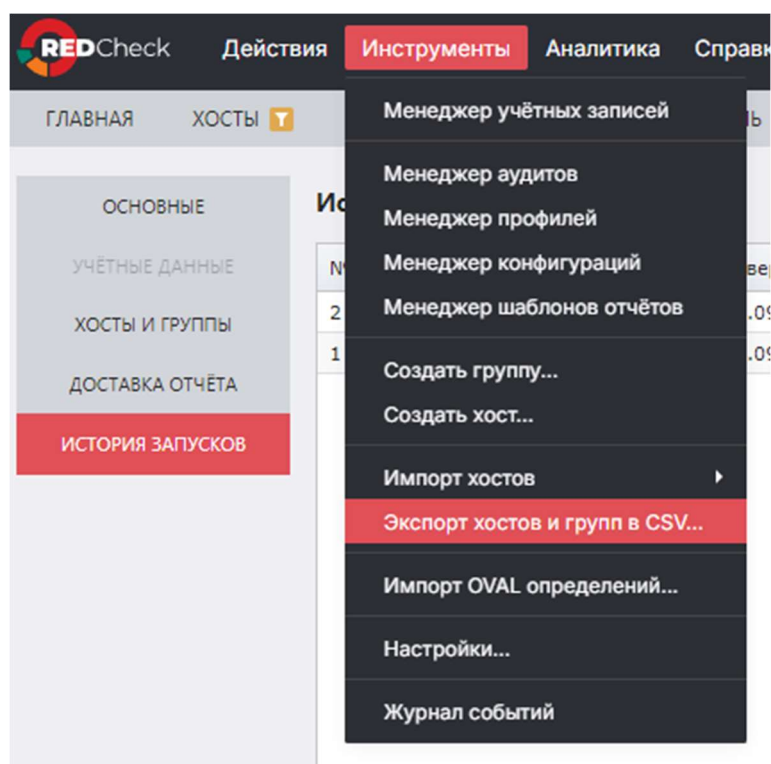 REDCheck Действия Инструменты Аналитика
ГЛАВНАЯ ХОСТЫ
Менеджер учётных записей
Менеджер аудитов
Менеджер профилей
Менеджер конфигураций
Менеджер шаблонов отчётов
Создать группу...
Создать хост...
Импорт хостов
Экспорт хостов и групп в CSV...
Импорт OVAL определений...
Настройки...
Журнал событий
ОСНОВНЫЕ
УЧЁТНЫЕ ДАННЫЕ
ХОСТЫ И ГРУППЫ
ДОСТАВКА ОТЧЁТА
ИСТОРИЯ ЗАПУСКОВ
2
1